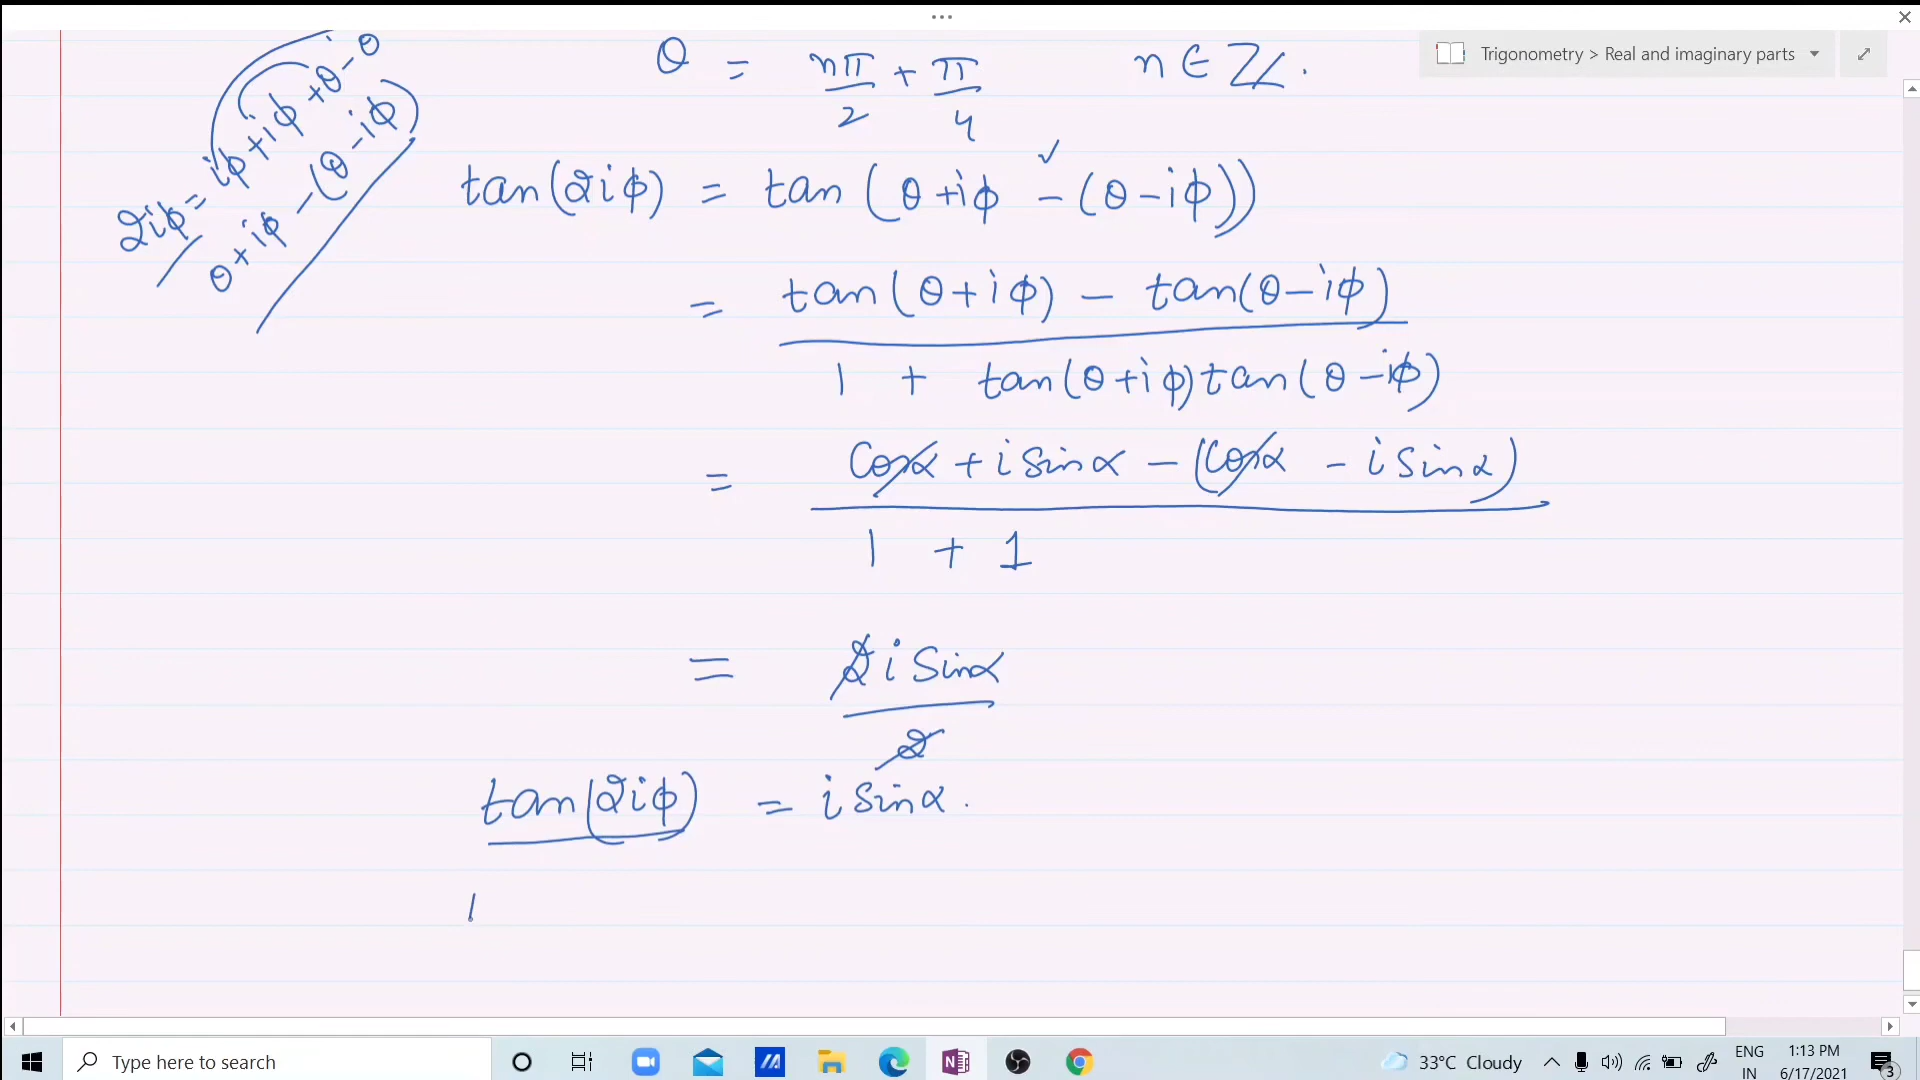 ...
Trigonometry > Real and imaginary parts
θ = nπ/2 + π/4 n ∈ ℤ.
2iφ = iφ + iφ + θ - θ
θ + iφ - (θ - iφ)
tan(2iφ) = tan (θ + iφ - (θ - iφ))
= tan(θ + iφ) - tan(θ - iφ)
1 + tan(θ + iφ) tan(θ - iφ)
= Cosα + i Sinα - (Cosα - i Sinα)
1 + 1
= 2 i Sinα
2
tan(2iφ) = i Sinα.
Type here to search
33°C Cloudy
ENG
IN
1:13 PM
6/17/2021
3